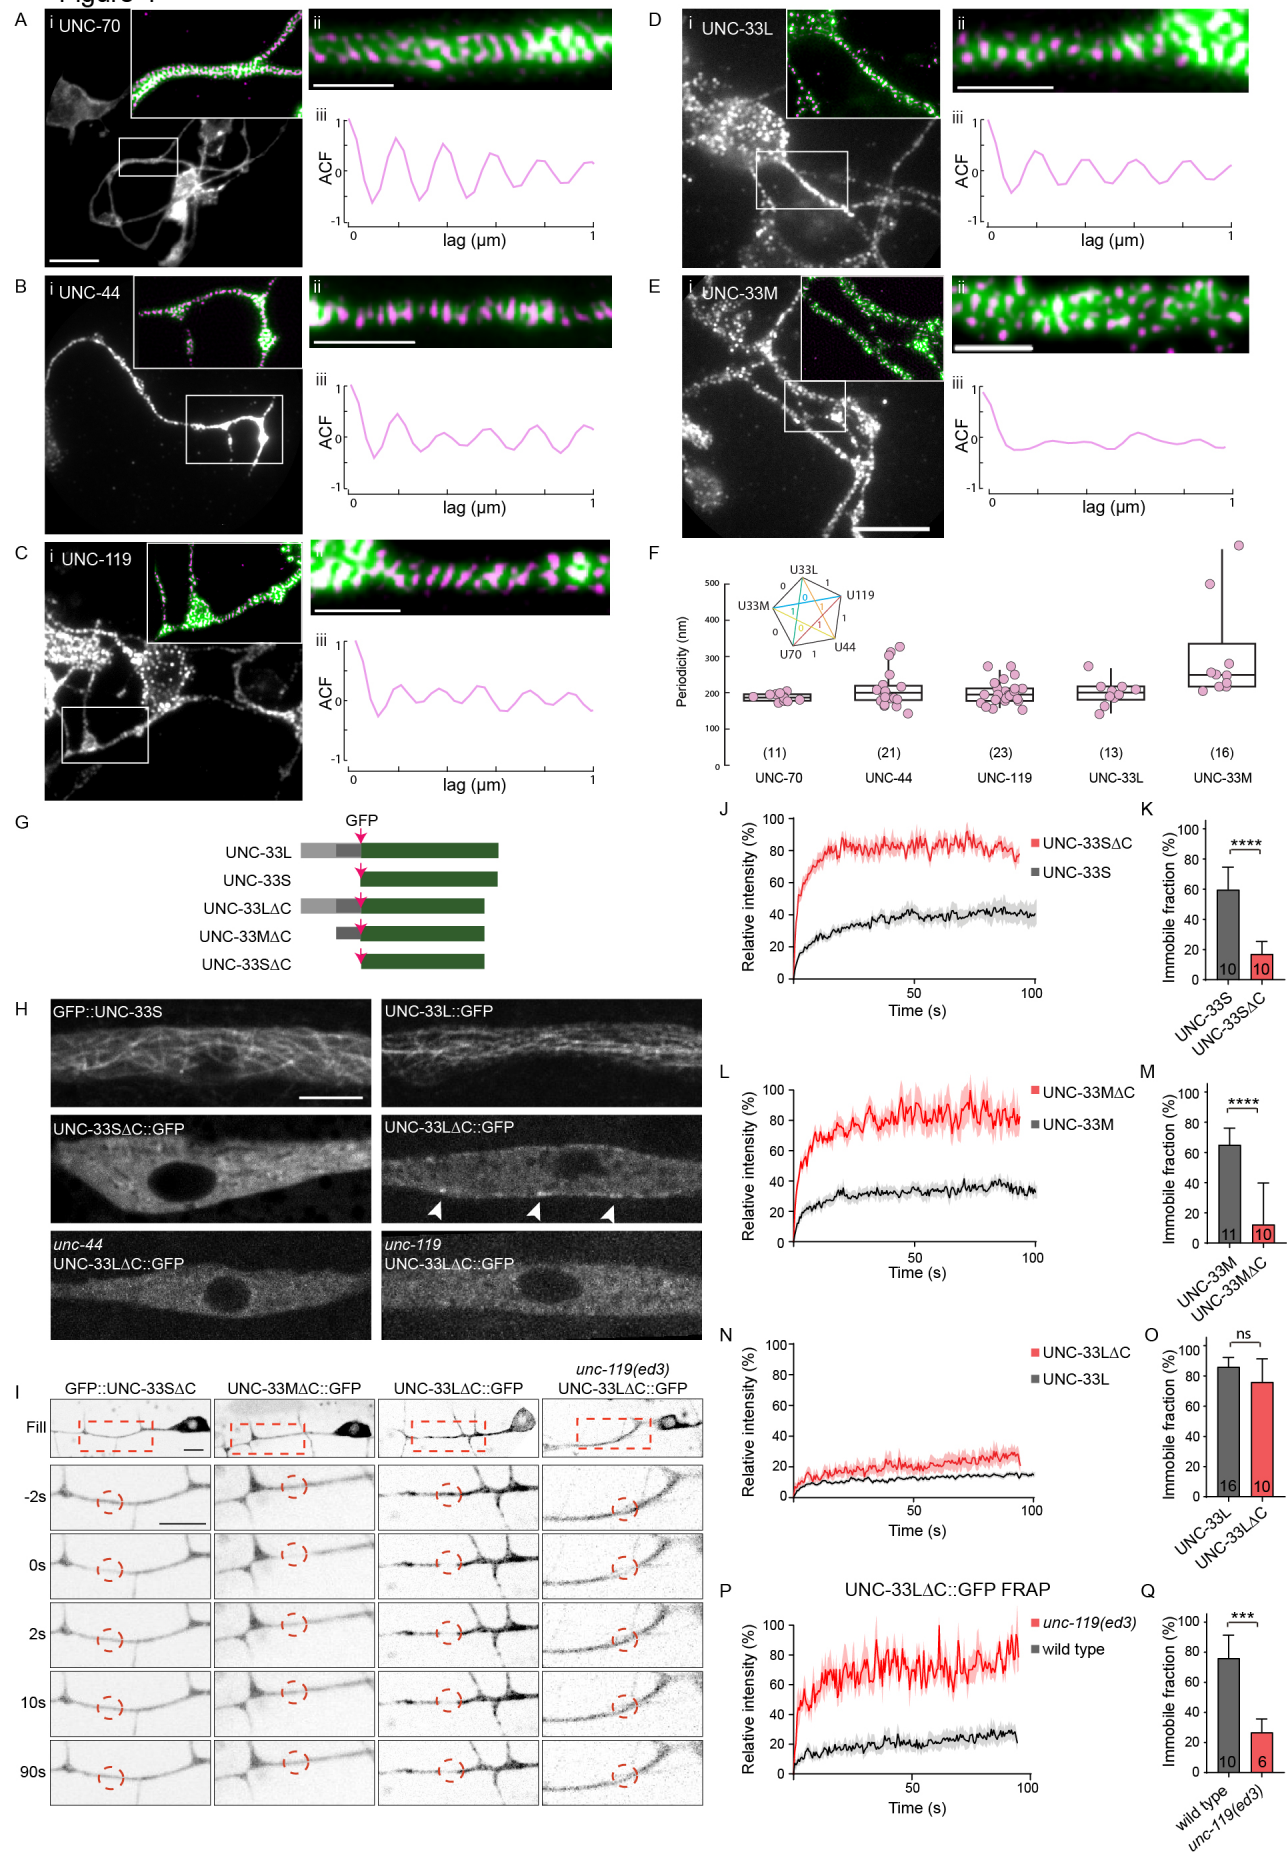 A
i UNC-70
ii
iii
1
ACF
0
-1
0
lag (µm)
1
B
i UNC-44
ii
iii
1
ACF
0
-1
0
lag (µm)
1
C
i UNC-119
iii
1
ACF
0
-1
0
lag (µm)
1
D
i UNC-33L
ii
iii
1
ACF
0
-1
0
lag (µm)
1
E
i UNC-33M
ii
iii
1
ACF
0
-1
0
lag (µm)
1
F
Periodicity (nm)
500
400
300
200
100
0
U33L
U119
U44
U70
U33M
0
1
0
1
1
1
0
1
0
1
(11)
(21)
(23)
(13)
(16)
UNC-70
UNC-44
UNC-119
UNC-33L
UNC-33M
G
GFP
UNC-33L
UNC-33S
UNC-33LΔC
UNC-33MΔC
UNC-33SΔC
H
GFP::UNC-33S
UNC-33L::GFP
UNC-33SΔC::GFP
UNC-33LΔC::GFP
unc-44
UNC-33LΔC::GFP
unc-119
UNC-33LΔC::GFP
I
GFP::UNC-33SΔC
UNC-33MΔC::GFP
UNC-33LΔC::GFP
unc-119(ed3)
UNC-33LΔC::GFP
Fill
-2s
0s
2s
10s
90s
J
Relative intensity (%)
100
80
60
40
20
0
50
100
Time (s)
UNC-33SΔC
UNC-33S
K
Immobile fraction (%)
100
80
60
40
20
0
****
10
10
UNC-33S
UNC-33SΔC
L
Relative intensity (%)
100
80
60
40
20
0
50
100
Time (s)
UNC-33MΔC
UNC-33M
M
Immobile fraction (%)
100
80
60
40
20
0
****
11
10
UNC-33M
UNC-33MΔC
N
Relative intensity (%)
100
80
60
40
20
0
50
100
Time (s)
UNC-33LΔC
UNC-33L
O
Immobile fraction (%)
100
80
60
40
20
0
ns
16
10
UNC-33L
UNC-33LΔC
P
UNC-33LΔC::GFP FRAP
Relative intensity (%)
100
80
60
40
20
0
50
100
Time (s)
unc-119(ed3)
wild type
Q
Immobile fraction (%)
100
80
60
40
20
0
***
10
6
wild type
unc-119(ed3)